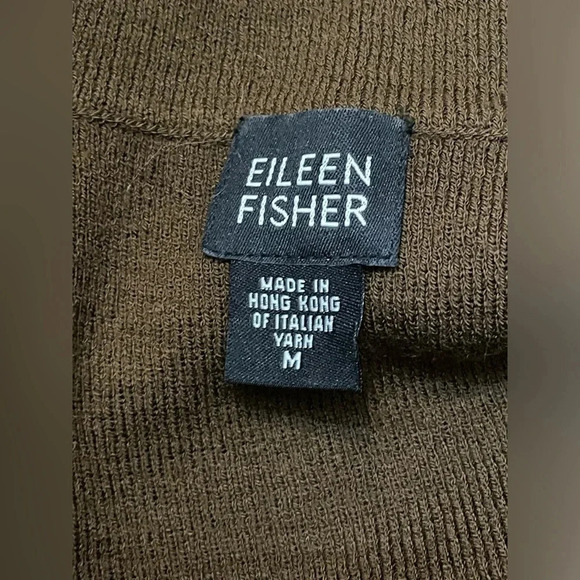 EILEEN
FISHER
MADE IN
HONG KONG
OF ITALIAN
YARN
M